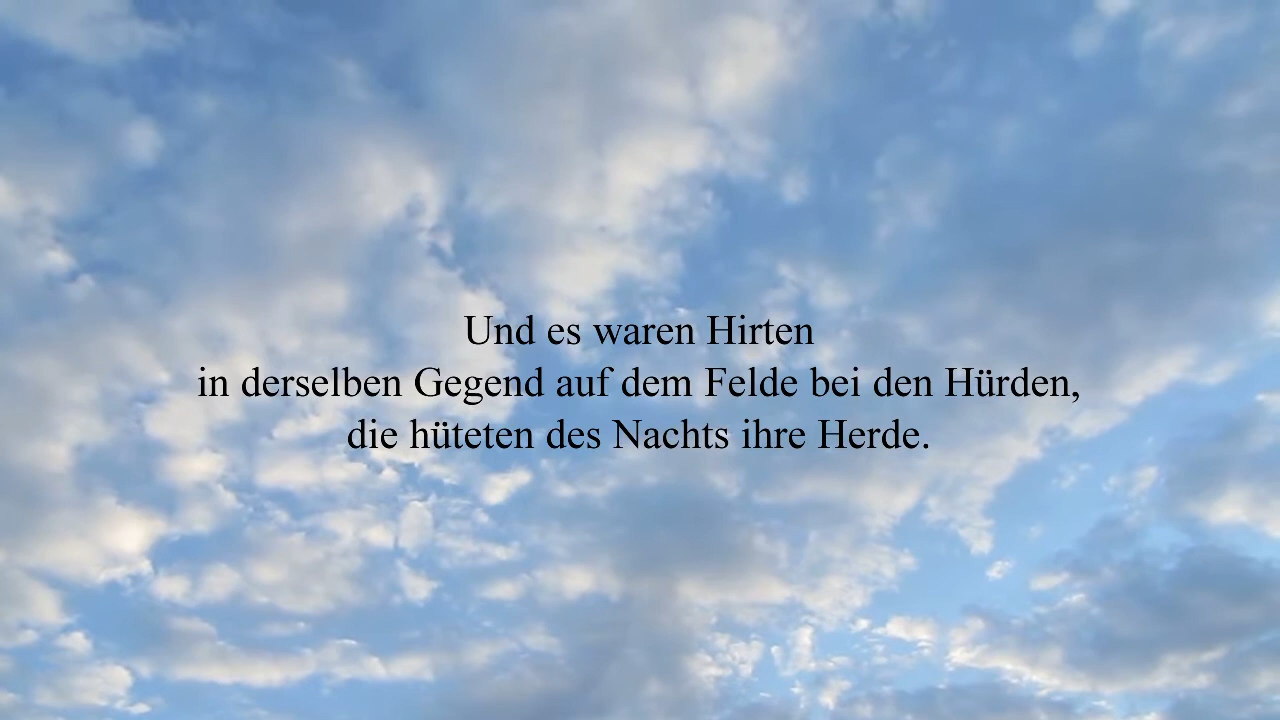 Und es waren Hirten
in derselben Gegend auf dem Felde bei den Hürden,
die hüteten des Nachts ihre Herde.